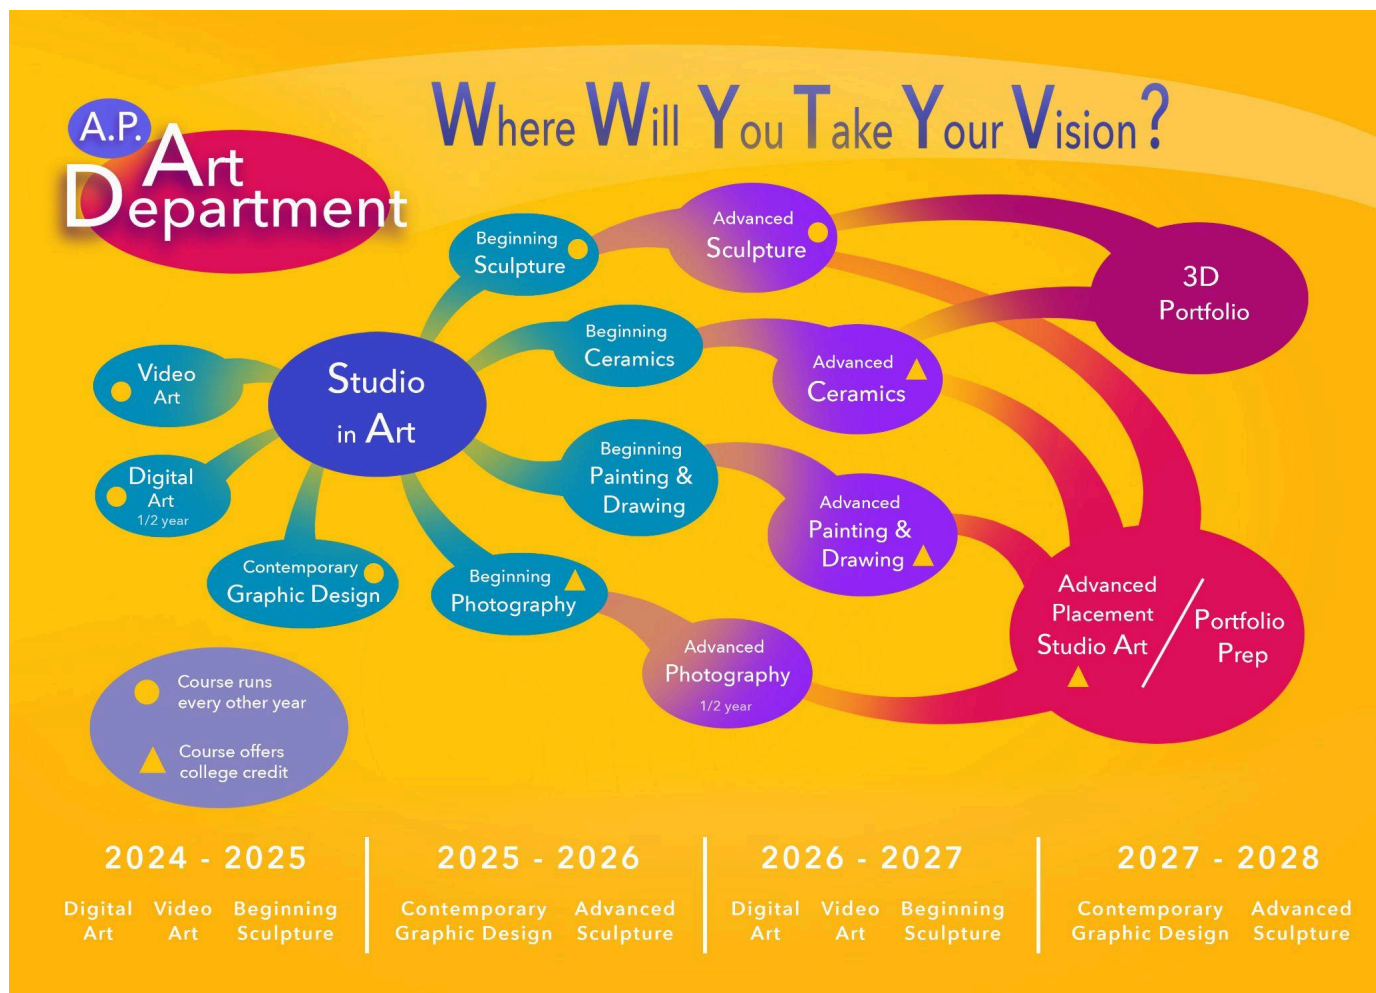 A.P.
Art
Department
Where Will You Take Your Vision?
Beginning
Sculpture
Advanced
Sculpture
3D
Portfolio
Beginning
Ceramics
Advanced
Ceramics
Video
Art
Studio
in Art
Digital
Art
1/2 year
Beginning
Painting &
Drawing
Advanced
Painting &
Drawing
Contemporary
Graphic Design
Beginning
Photography
Advanced
Photography
1/2 year
Advanced
Placement
Studio Art
Portfolio
Prep
Course runs
every other year
Course offers
college credit
2024 - 2025
Digital Video Beginning
Art Art Sculpture
2025 - 2026
Contemporary Advanced
Graphic Design Sculpture
2026 - 2027
Digital Video Beginning
Art Art Sculpture
2027 - 2028
Contemporary Advanced
Graphic Design Sculpture